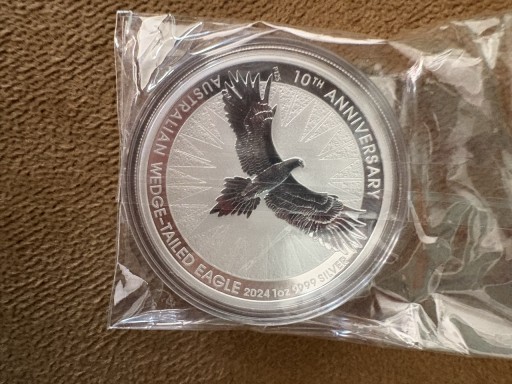 AUSTRALIAN WEDGE-TAILED EAGLE 2024 1oz 9999 SILVER
10TH ANNIVERSARY